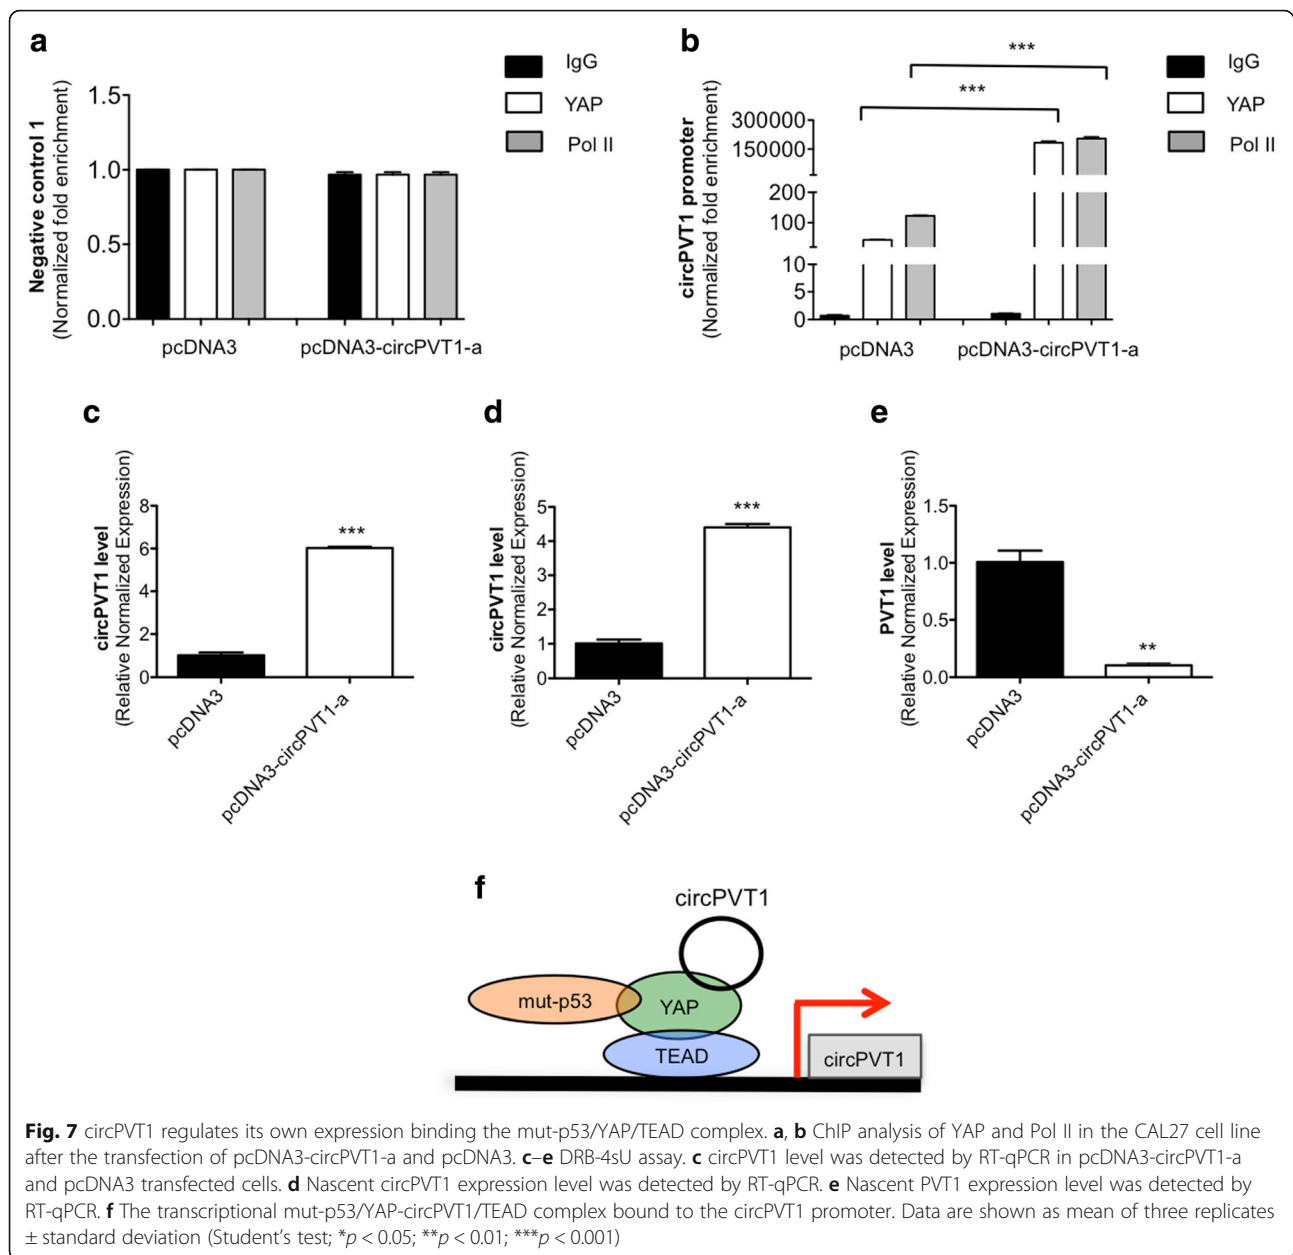 a
IgG
YAP
Pol II
Negative control 1
(Normalized fold enrichment)
1.5
1.0
0.5
0.0
pcDNA3
pcDNA3-circPVT1-a
b
***
***
IgG
YAP
Pol II
circPVT1 promoter
(Normalized fold enrichment)
300000
150000
200
100
10
5
0
pcDNA3
pcDNA3-circPVT1-a
c
circPVT1 level
(Relative Normalized Expression)
8
6
4
2
0
***
pcDNA3
pcDNA3-circPVT1-a
d
circPVT1 level
(Relative Normalized Expression)
5
4
3
2
1
0
***
pcDNA3
pcDNA3-circPVT1-a
e
PVT1 level
(Relative Normalized Expression)
1.5
1.0
0.5
0.0
**
pcDNA3
pcDNA3-circPVT1-a
f
circPVT1
mut-p53
YAP
TEAD
circPVT1
Fig. 7 circPVT1 regulates its own expression binding the mut-p53/YAP/TEAD complex. a, b ChIP analysis of YAP and Pol II in the CAL27 cell line
after the transfection of pcDNA3-circPVT1-a and pcDNA3. c–e DRB-4sU assay. c circPVT1 level was detected by RT-qPCR in pcDNA3-circPVT1-a
and pcDNA3 transfected cells. d Nascent circPVT1 expression level was detected by RT-qPCR. e Nascent PVT1 expression level was detected by
RT-qPCR. f The transcriptional mut-p53/YAP-circPVT1/TEAD complex bound to the circPVT1 promoter. Data are shown as mean of three replicates
± standard deviation (Student's test; *p < 0.05; **p < 0.01; ***p < 0.001)